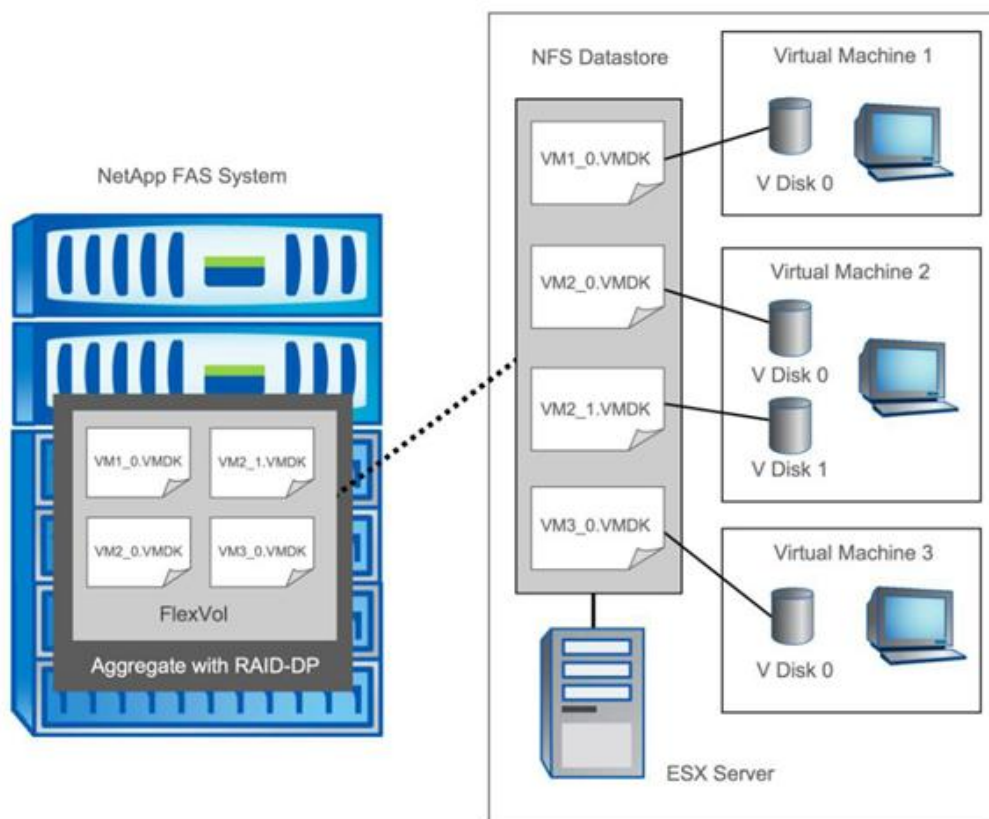 NetApp FAS System
VM1_0.VMDK
VM2_1.VMDK
VM2_0.VMDK
VM3_0.VMDK
FlexVol
Aggregate with RAID-DP
NFS Datastore
VM1_0.VMDK
VM2_0.VMDK
VM2_1.VMDK
VM3_0.VMDK
ESX Server
Virtual Machine 1
V Disk 0
Virtual Machine 2
V Disk 0
V Disk 1
Virtual Machine 3
V Disk 0